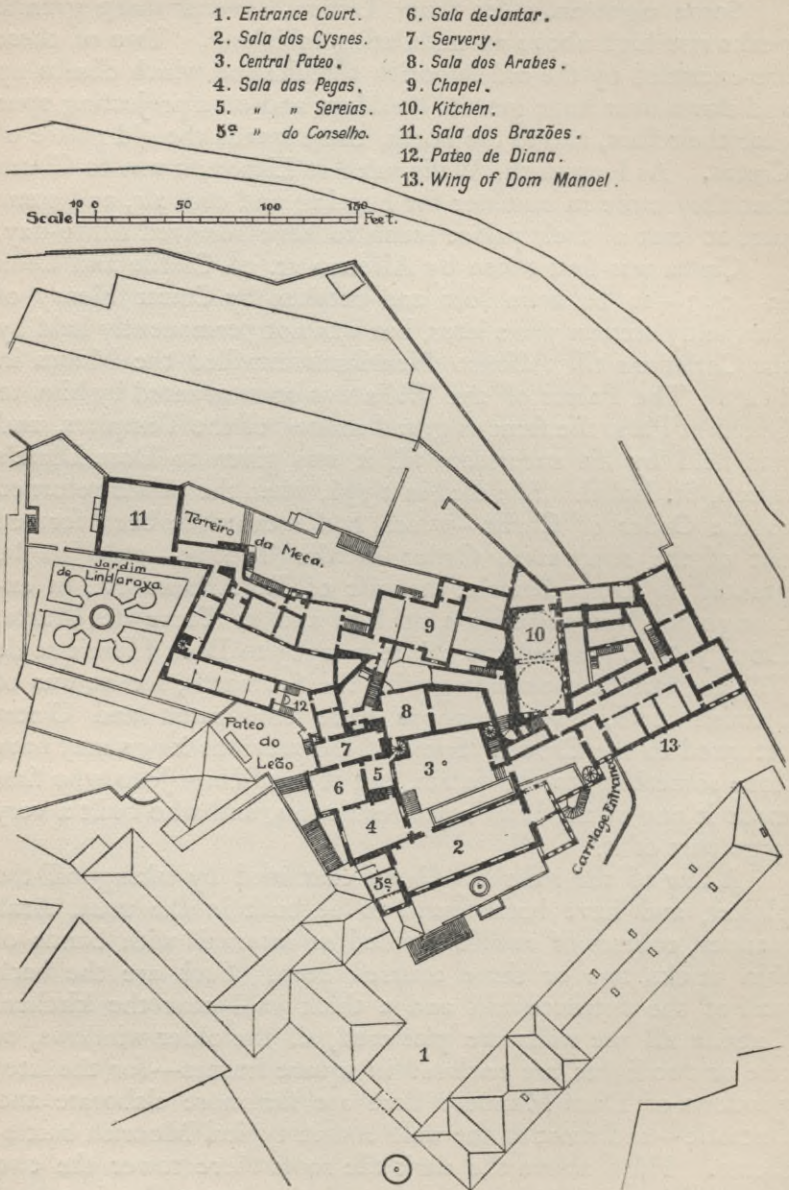 1. Entrance Court.
2. Sala dos Cysnes.
3. Central Pateo.
4. Sala das Pegas.
5. " " Sereias.
5ª " do Conselho.
6. Sala de Jantar.
7. Servery.
8. Sala dos Arabes.
9. Chapel.
10. Kitchen.
11. Sala dos Brazões.
12. Pateo de Diana.
13. Wing of Dom Manoel.
Scale 10 0 50 100 150 Feet.
11
Terreiro
da Meca.
Jardim
de Lindaraya
9
10
12
8
Pateo
do
Leão
7
13
3
5
6
4
2
Carriage Entrance
5ª
1